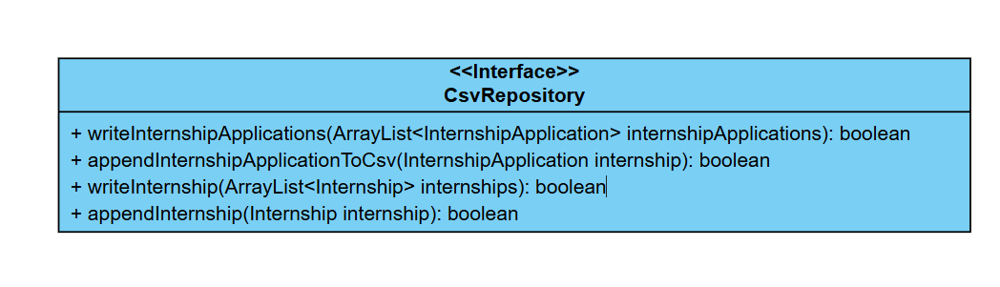 <<Interface>>
CsvRepository
+ writeInternshipApplications(ArrayList<InternshipApplication> internshipApplications): boolean
+ appendInternshipApplicationToCsv(InternshipApplication internship): boolean
+ writeInternship(ArrayList<Internship> internships): boolean
+ appendInternship(Internship internship): boolean